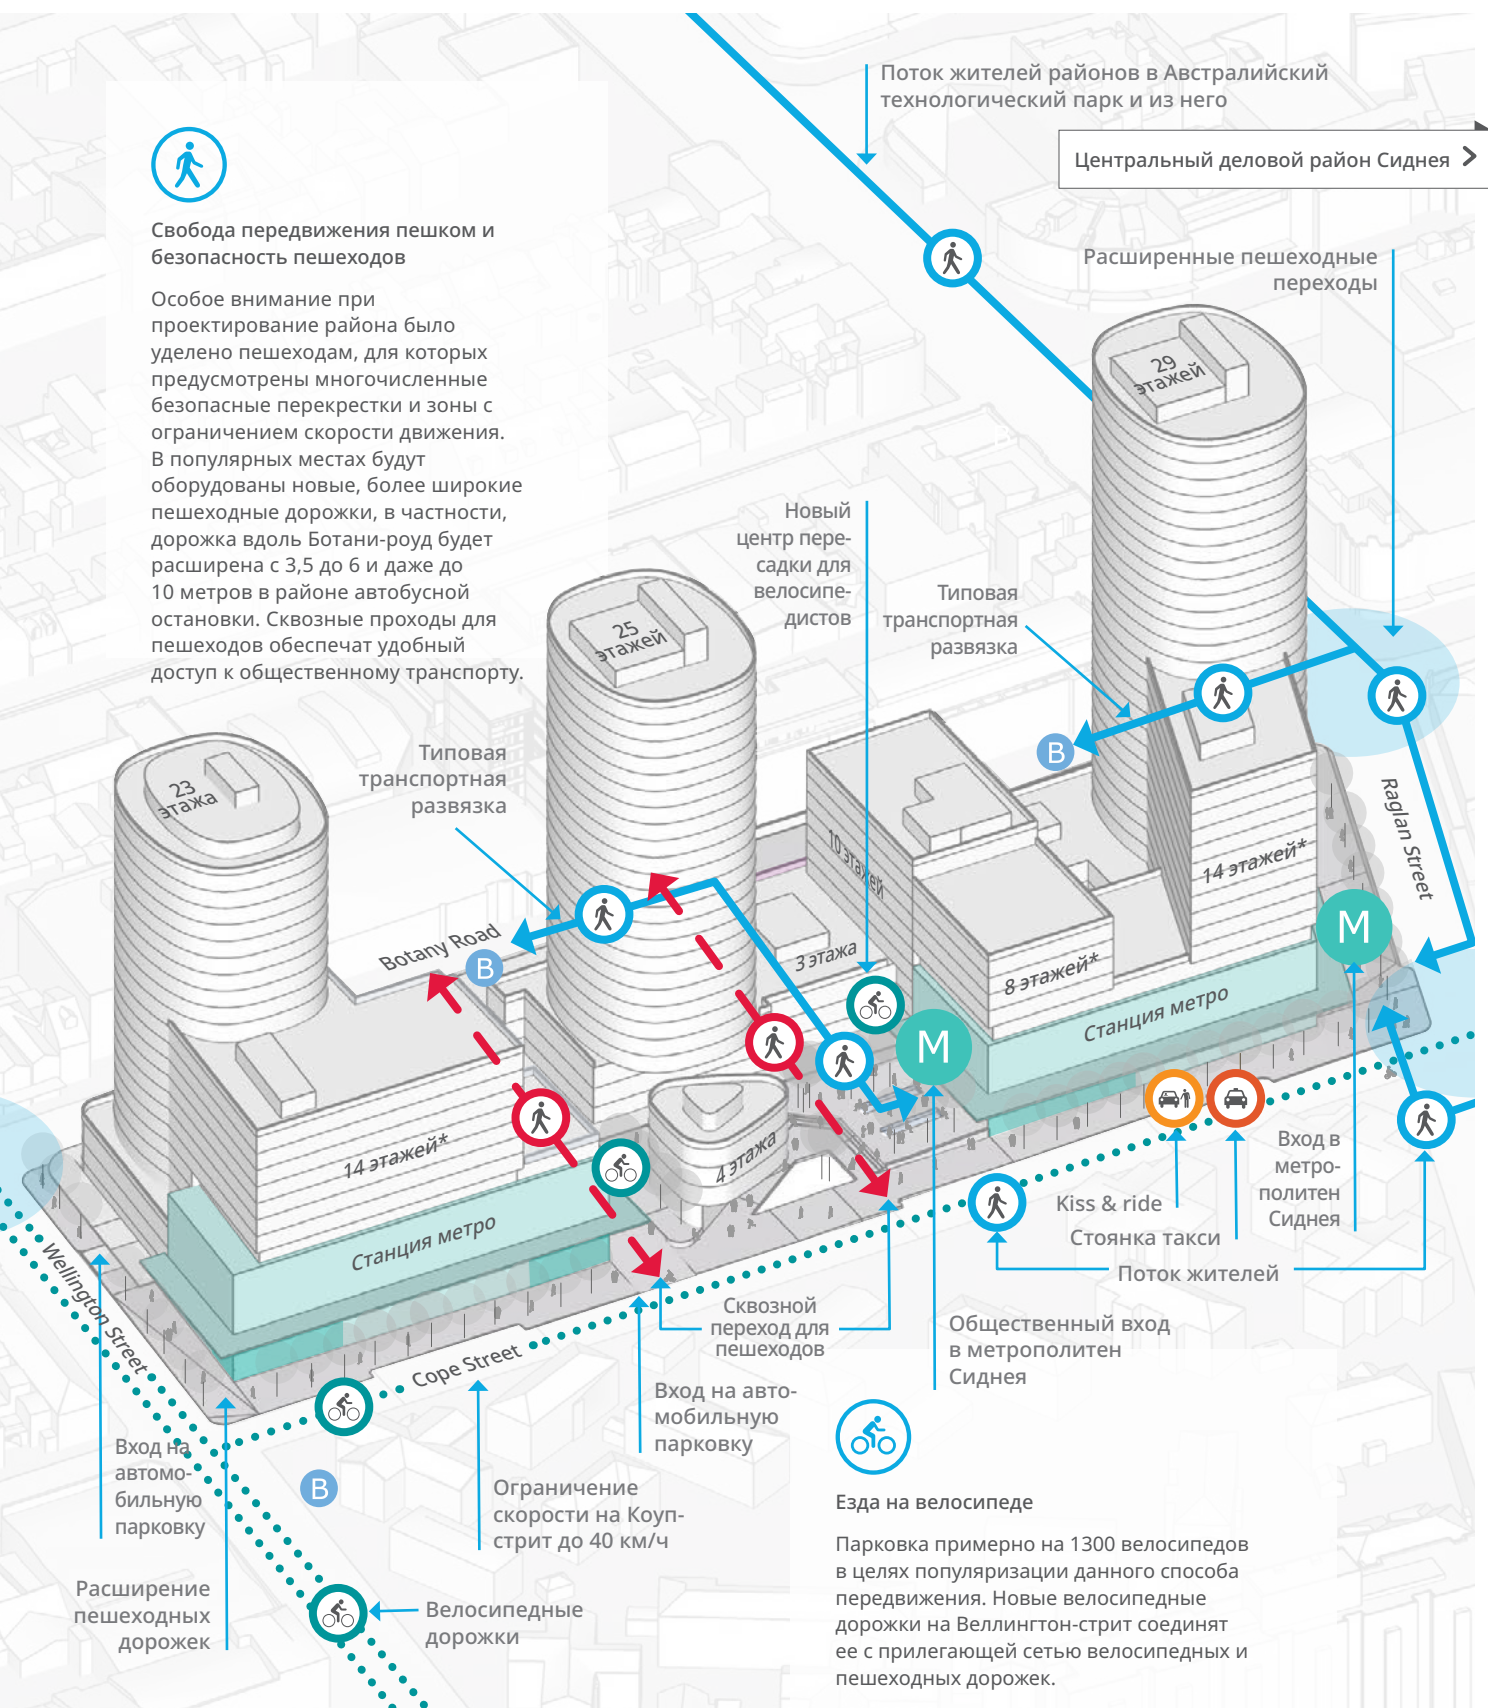 Поток жителей районов в Австралийский
технологический парк и из него
Центральный деловой район Сиднея
Свобода передвижения пешком и
безопасность пешеходов
Особое внимание при
проектирование района было
уделено пешеходам, для которых
предусмотрены многочисленные
безопасные перекрестки и зоны с
ограничением скорости движения.
В популярных местах будут
оборудованы новые, более широкие
пешеходные дорожки, в частности,
дорожка вдоль Ботани-роуд будет
расширена с 3,5 до 6 и даже до
10 метров в районе автобусной
остановки. Сквозные проходы для
пешеходов обеспечат удобный
доступ к общественному транспорту.
Расширенные пешеходные
переходы
29
этажей
Новый
центр пере-
садки для
велосипе-
дистов
Типовая
транспортная
развязка
25
этажей
Типовая
транспортная
развязка
23
этажа
B
Raglan Street
10 этажей
14 этажей*
M
Botany Road
B
3 этажа
8 этажей*
Станция метро
M
14 этажей*
4 этажа
Станция метро
Вход в
метро-
политен
Сиднея
Kiss & ride
Стоянка такси
Поток жителей
Wellington Street
Сквозной
переход для
пешеходов
Общественный вход
в метрополитен
Сиднея
Cope Street
Вход на авто-
мобильную
парковку
Вход на
автомо-
бильную
парковку
B
Ограничение
скорости на Коуп-
стрит до 40 км/ч
Расширение
пешеходных
дорожек
Велосипедные
дорожки
Езда на велосипеде
Парковка примерно на 1300 велосипедов
в целях популяризации данного способа
передвижения. Новые велосипедные
дорожки на Веллингтон-стрит соединят
ее с прилегающей сетью велосипедных и
пешеходных дорожек.